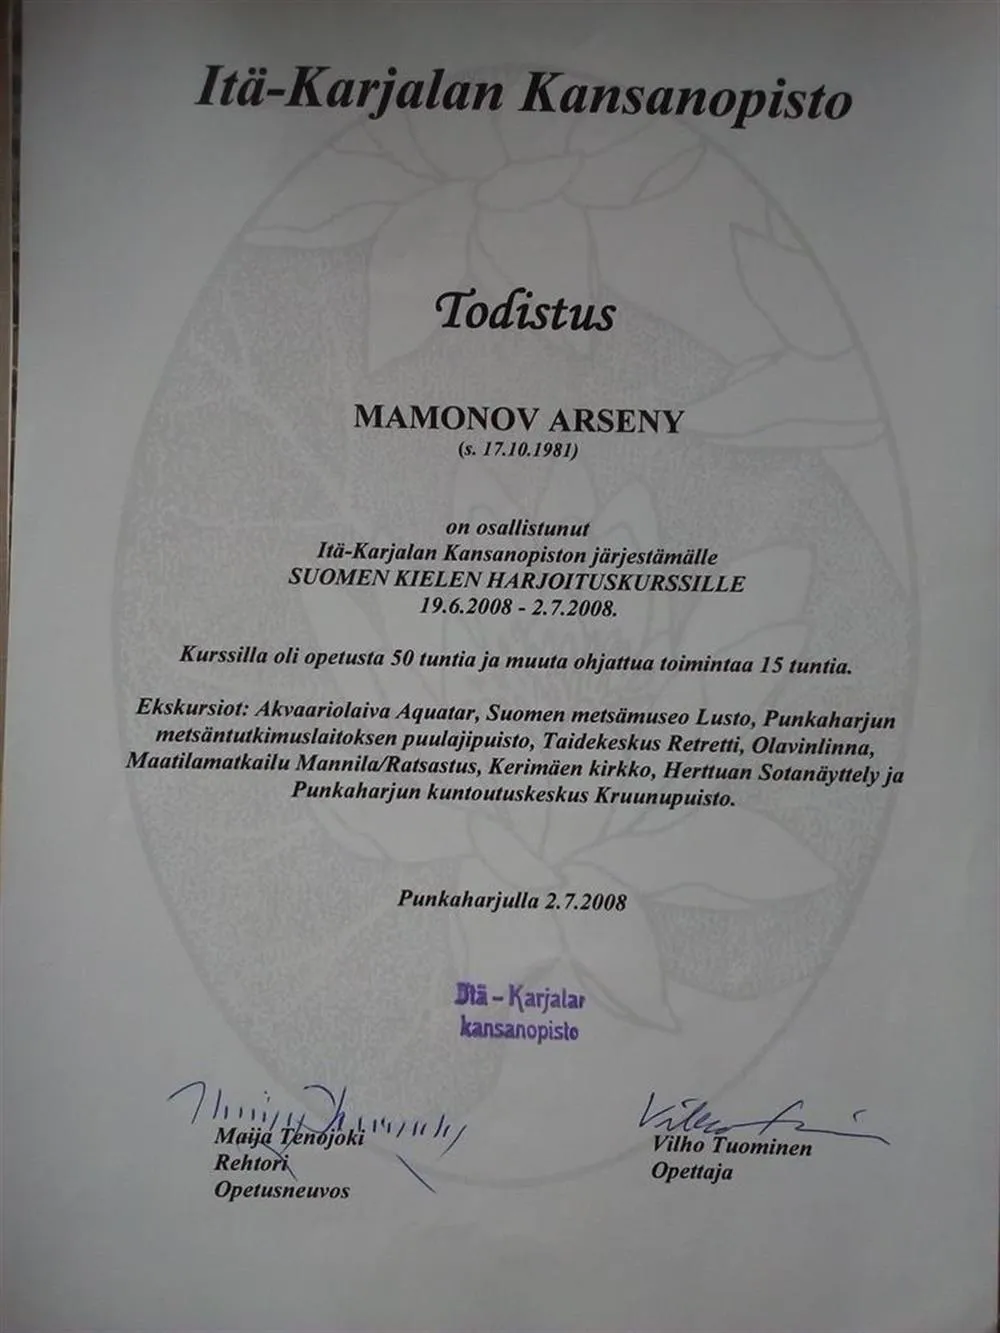 Itä-Karjalan Kansanopisto
Todistus
MAMONOV ARSENY
(s. 17.10.1981)
on osallistunut
Itä-Karjalan Kansanopiston järjestämälle
SUOMEN KIELEN HARJOITUSKURSSILLE
19.6.2008 - 2.7.2008.
Kurssilla oli opetusta 50 tuntia ja muuta ohjattua toimintaa 15 tuntia.
Ekskursiot: Akvaariolaiva Aquatar, Suomen metsämuseo Lusto, Punkaharjun
metsäntutkimuslaitoksen puulajipuisto, Taidekeskus Retretti, Olavinlinna,
Maatilamatkailu Mannila/Ratsastus, Kerimäen kirkko, Herttuan Sotanäyttely ja
Punkaharjun kuntoutuskeskus Kruunupuisto.
Punkaharjulla 2.7.2008
Itä - Karjalan
kansanopisto
Maija Tenojoki
Rehtori
Opetusneuvos
Vilho Tuominen
Opettaja